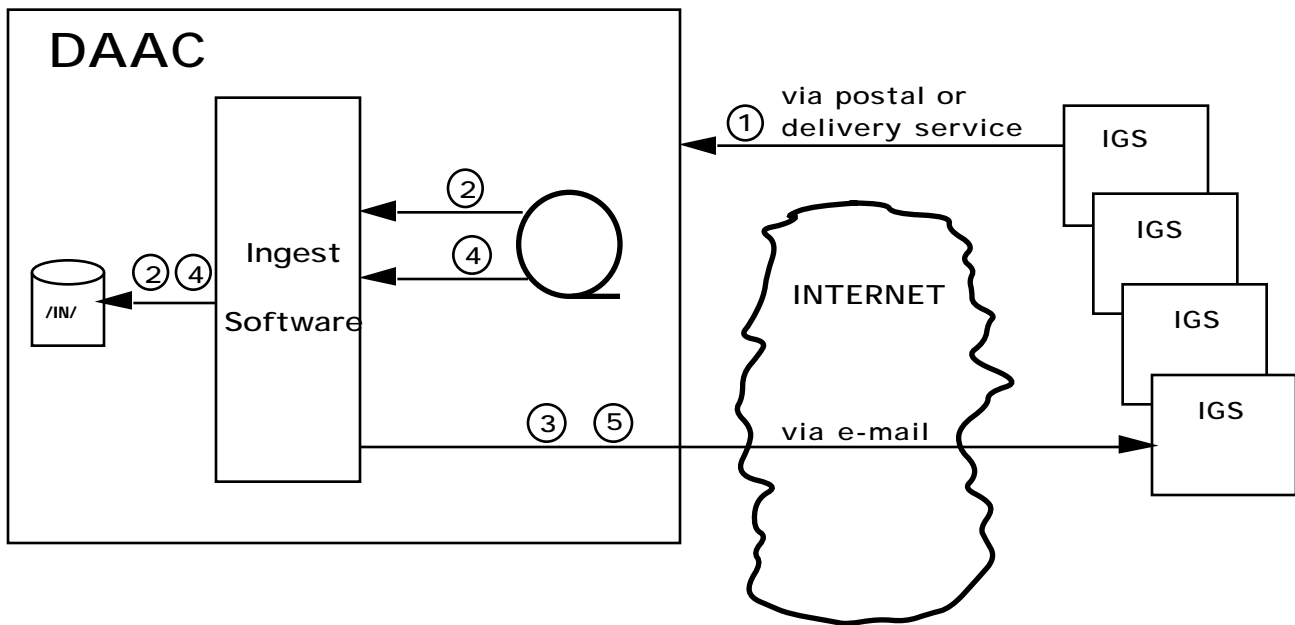 DAAC
via postal or
① delivery service
IGS
②
IGS
Ingest
② ④
④
INTERNET
/IN/
Software
IGS
③ ⑤
via e-mail
IGS